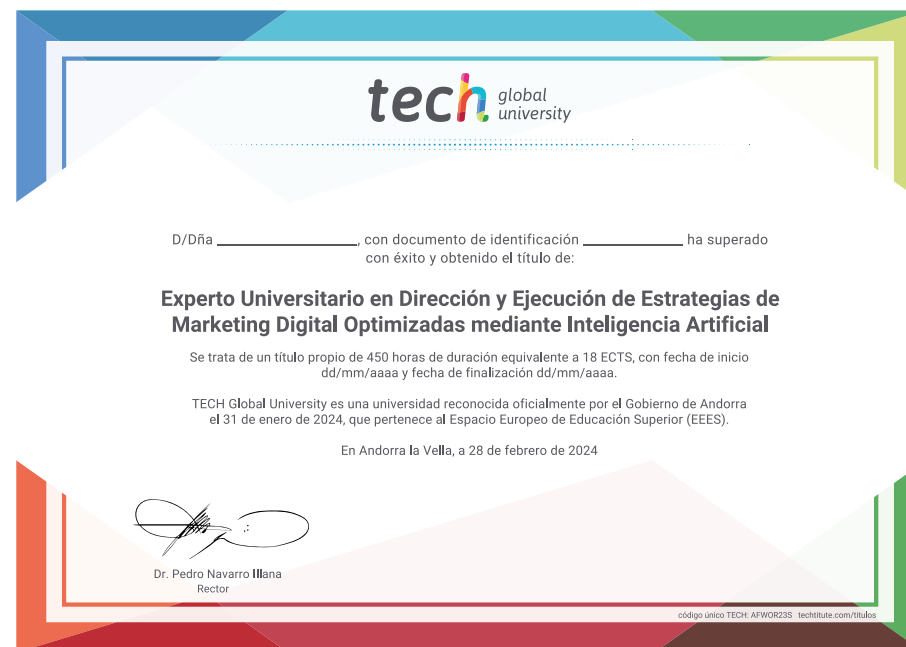 tech global university
D/Dña ____________________, con documento de identificación ______________ ha superado
con éxito y obtenido el título de:
Experto Universitario en Dirección y Ejecución de Estrategias de
Marketing Digital Optimizadas mediante Inteligencia Artificial
Se trata de un título propio de 450 horas de duración equivalente a 18 ECTS, con fecha de inicio
dd/mm/aaaa y fecha de finalización dd/mm/aaaa.
TECH Global University es una universidad reconocida oficialmente por el Gobierno de Andorra
el 31 de enero de 2024, que pertenece al Espacio Europeo de Educación Superior (EEES).
En Andorra la Vella, a 28 de febrero de 2024
Dr. Pedro Navarro Illana
Rector
código único TECH: AFWOR23S techtitute.com/titulos